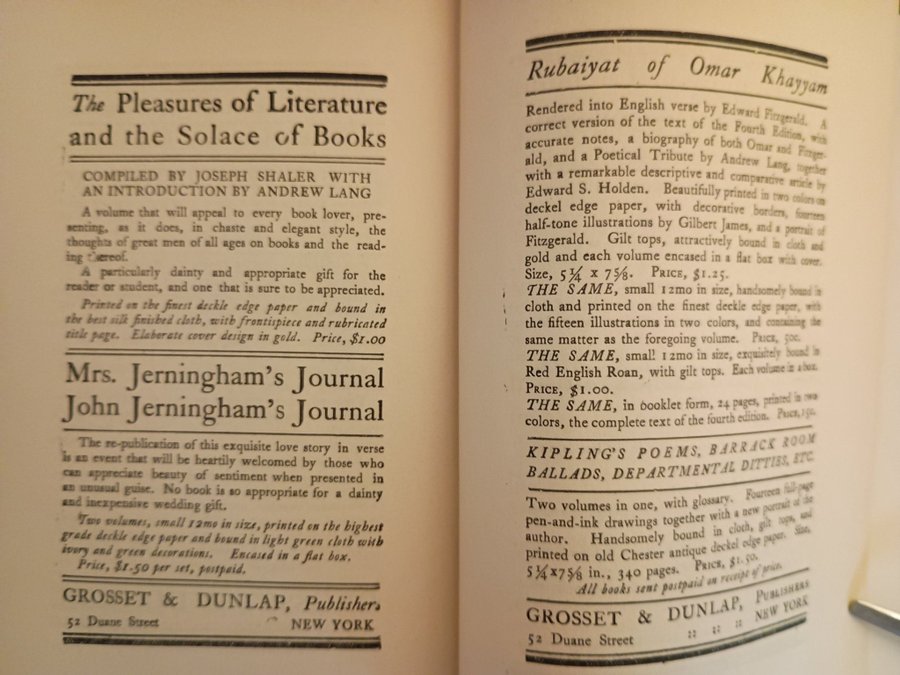 The Pleasures of Literature
and the Solace of Books
COMPILED BY JOSEPH SHALER WITH
AN INTRODUCTION BY ANDREW LANG
A volume that will appeal to every book lover, pre-
senting, as it does, in chaste and elegant style, the
thoughts of great men of all ages on books and the read-
ing thereof.
A particularly dainty and appropriate gift for the
reader or student, and one that is sure to be appreciated.
Printed on the finest deckle edge paper and bound in
the best silk finished cloth, with frontispiece and rubricated
title page. Elaborate cover design in gold. Price, $1.00
Mrs. Jerningham's Journal
John Jerningham's Journal
The re-publication of this exquisite love story in verse
is an event that will be heartily welcomed by those who
can appreciate beauty of sentiment when presented in
an unusual guise. No book is so appropriate for a dainty
and inexpensive wedding gift.
Two volumes, small 12mo in size, printed on the highest
grade deckle edge paper and bound in light green cloth with
ivory and green decorations. Encased in a flat box.
Price, $1.50 per set, postpaid.
GROSSET & DUNLAP, Publishers
52 Duane Street NEW YORK
Rubaiyat of Omar Khayyam
Rendered into English verse by Edward Fitzgerald. A
correct version of the text of the Fourth Edition, with
accurate notes, a biography of both Omar and Fitzger-
ald, and a Poetical Tribute by Andrew Lang, together
with a remarkable descriptive and comparative article by
Edward S. Holden. Beautifully printed in two colors on
deckel edge paper, with decorative borders, fourteen
half-tone illustrations by Gilbert James, and a portrait of
Fitzgerald. Gilt tops, attractively bound in cloth and
gold and each volume encased in a flat box with cover.
Size, 5¼ x 7⅝. PRICE, $1.25.
THE SAME, small 12mo in size, handsomely bound in
cloth and printed on the finest deckle edge paper, with
the fifteen illustrations in two colors, and containing the
same matter as the foregoing volume. PRICE, 50c.
THE SAME, small 12mo in size, exquisitely bound in
Red English Roan, with gilt tops. Each volume in a box.
PRICE, $1.00.
THE SAME, in booklet form, 24 pages, printed in two
colors, the complete text of the fourth edition. PRICE, 15c.
KIPLING'S POEMS, BARRACK ROOM
BALLADS, DEPARTMENTAL DITTIES, ETC.
Two volumes in one, with glossary. Fourteen full-page
pen-and-ink drawings together with a new portrait of the
author. Handsomely bound in cloth, gilt tops, and
printed on old Chester antique deckel edge paper. Size,
5¼x7⅝ in., 340 pages. PRICE, $1.50.
All books sent postpaid on receipt of price.
GROSSET & DUNLAP, PUBLISHERS
52 Duane Street :: :: :: NEW YORK